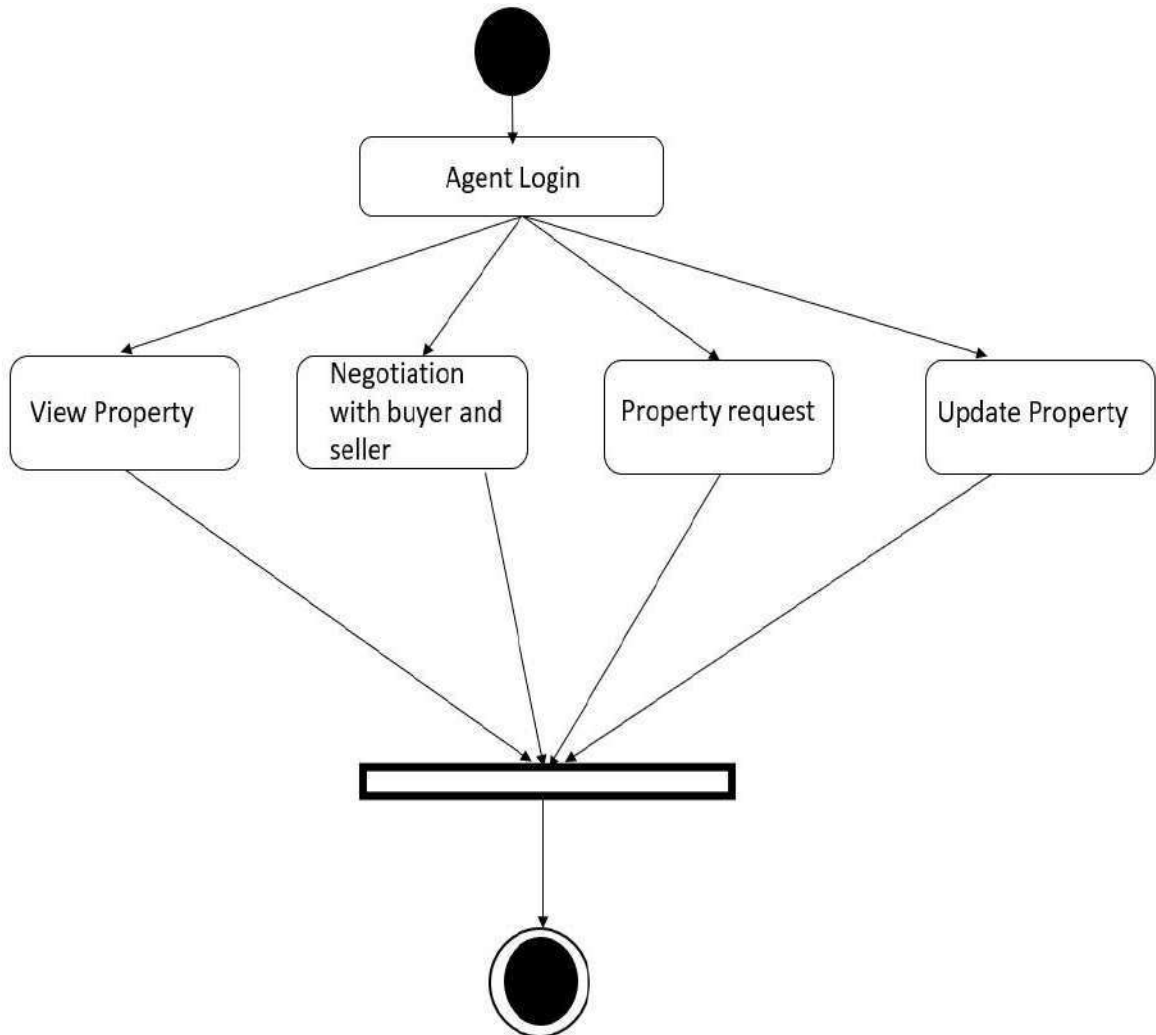 Agent Login
View Property
Negotiation
with buyer and
seller
Property request
Update Property